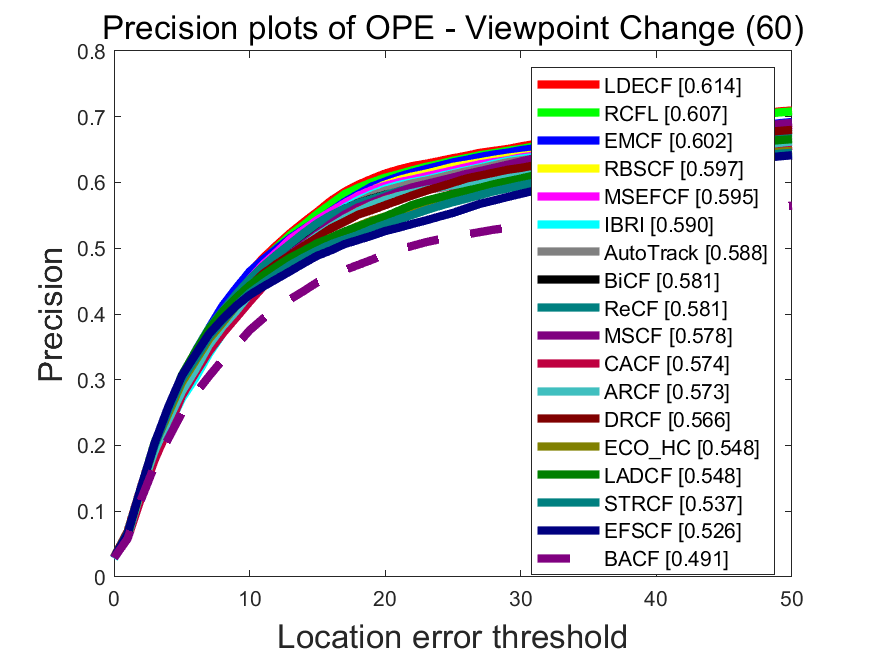 Precision plots of OPE - Viewpoint Change (60)
0.8
0.7
0.6
0.5
0.4
0.3
0.2
0.1
0
Precision
LDECF [0.614]
RCFL [0.607]
EMCF [0.602]
RBSCF [0.597]
MSEFCF [0.595]
IBRI [0.590]
AutoTrack [0.588]
BiCF [0.581]
ReCF [0.581]
MSCF [0.578]
CACF [0.574]
ARCF [0.573]
DRCF [0.566]
ECO_HC [0.548]
LADCF [0.548]
STRCF [0.537]
EFSCF [0.526]
BACF [0.491]
0 10 20 30 40 50
Location error threshold